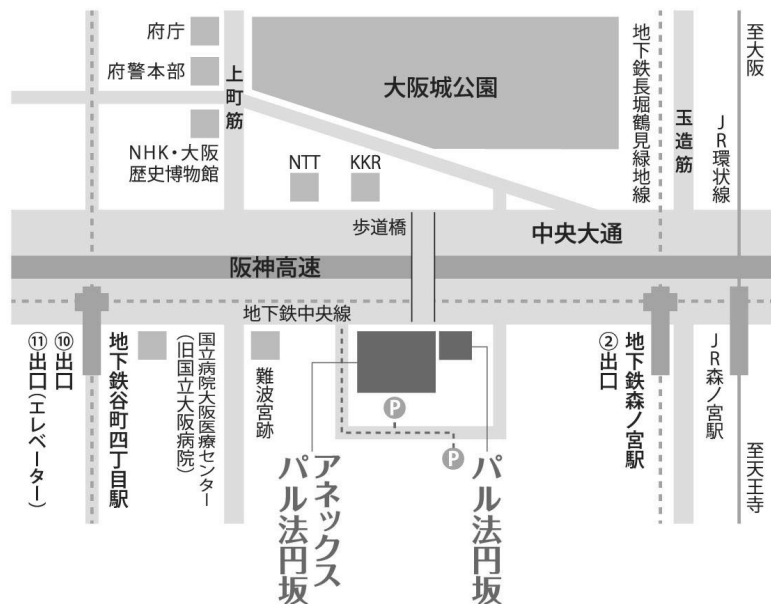 府庁
府警本部
上町筋
NHK・大阪
歴史博物館
大阪城公園
NTT
KKR
地下鉄長堀鶴見緑地線
玉造筋
JR環状線
至大阪
歩道橋
中央大通
阪神高速
地下鉄中央線
⑪出口(エレベーター)
⑩出口
地下鉄谷町四丁目駅
国立病院大阪医療センター
(旧国立大阪病院)
難波宮跡
P
P
アネックス
パル法円坂
パル法円坂
②出口
地下鉄森ノ宮駅
JR森ノ宮駅
至天王寺